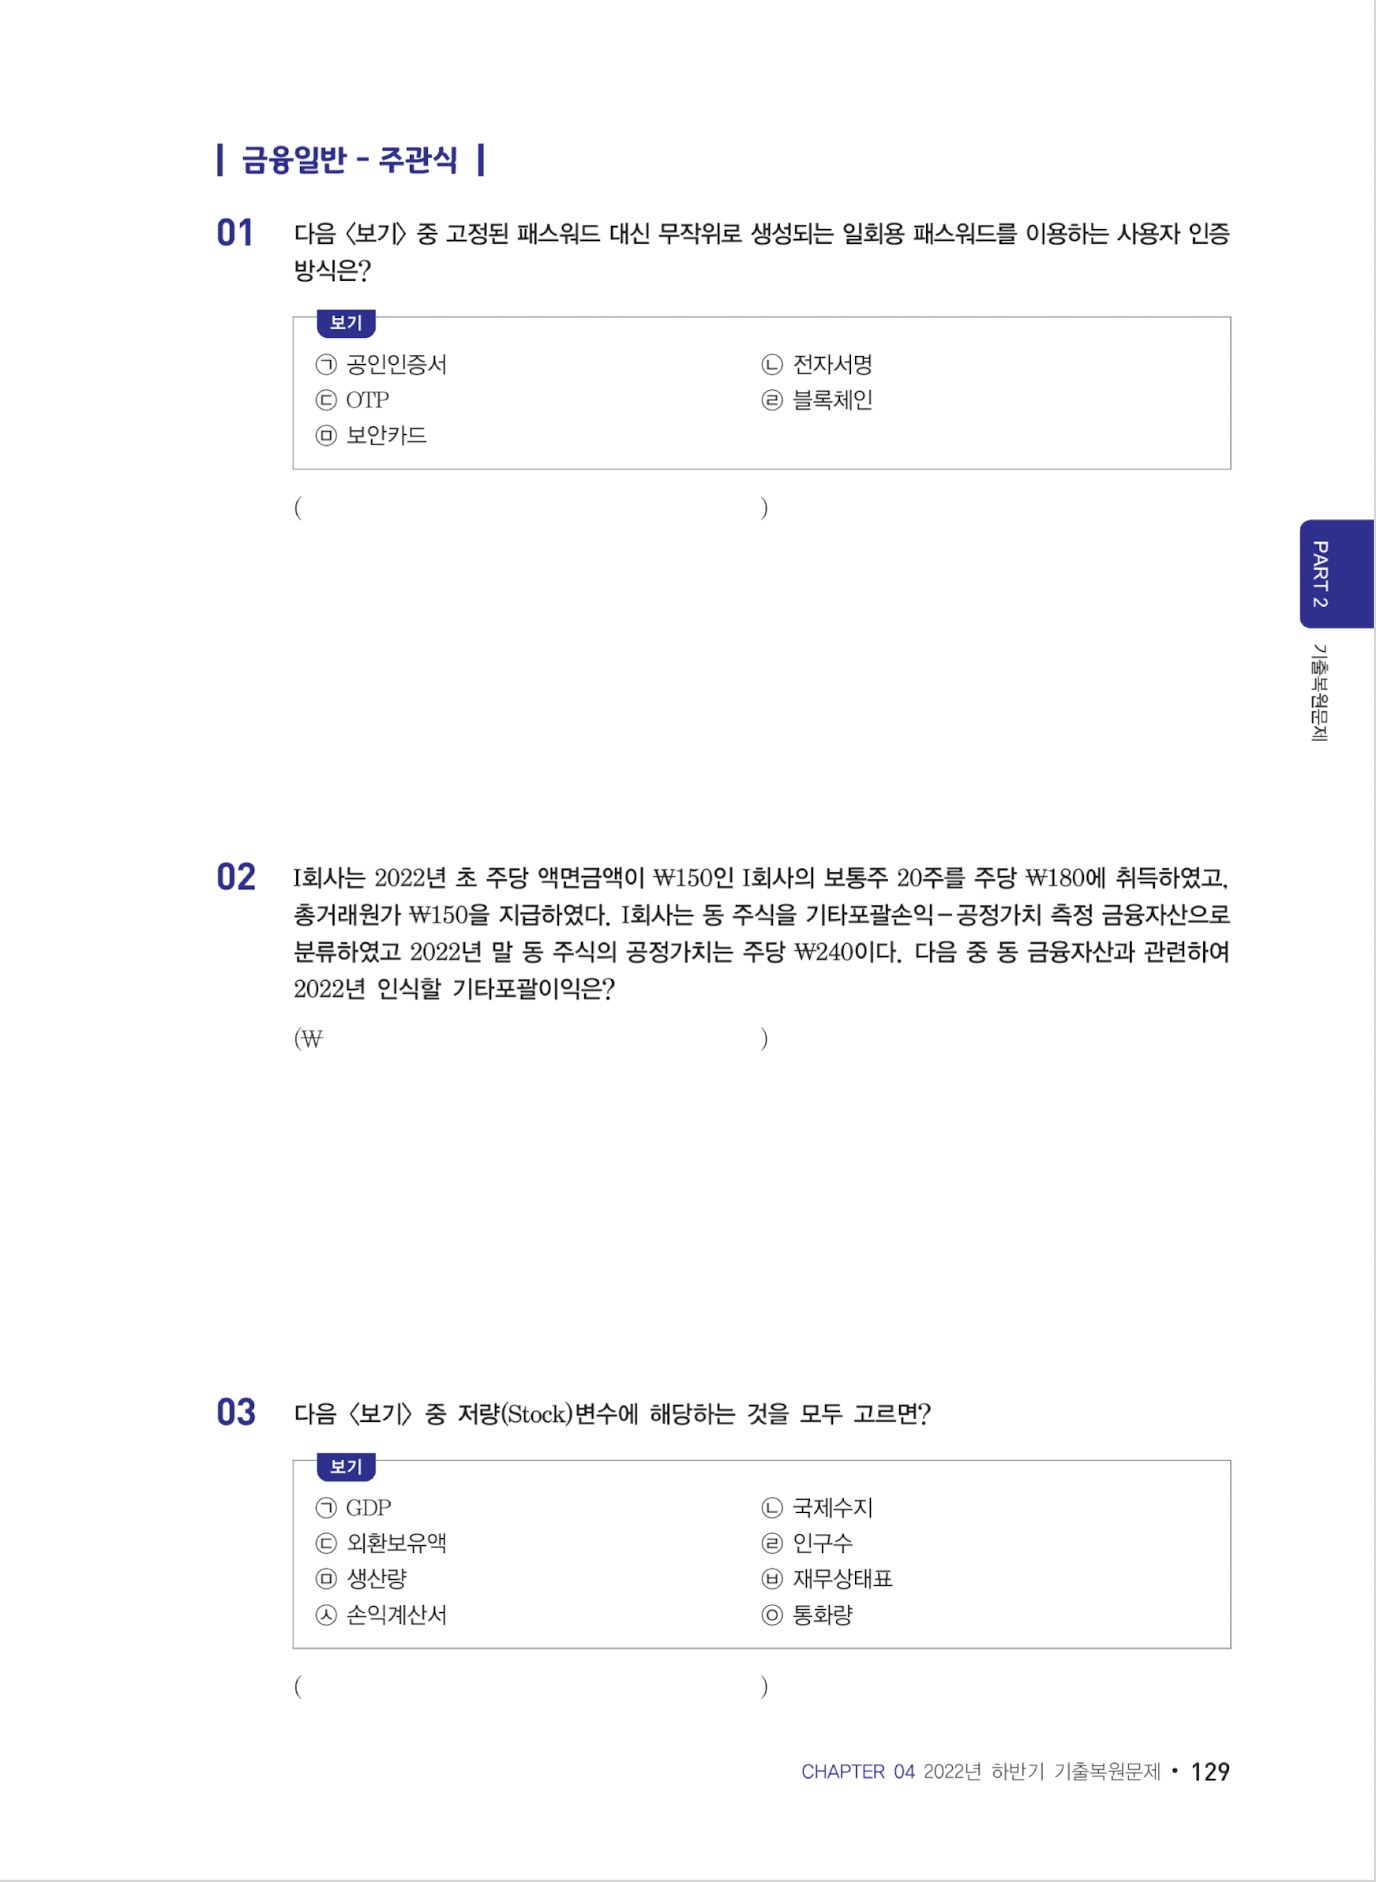 금융일반 - 주관식
01 다음 〈보기〉 중 고정된 패스워드 대신 무작위로 생성되는 일회용 패스워드를 이용하는 사용자 인증
방식은?
보기
㉠ 공인인증서 ㉡ 전자서명
㉢ OTP ㉣ 블록체인
㉤ 보안카드
( )
PART 2
기출복원문제
02 I회사는 2022년 초 주당 액면금액이 ₩150인 I회사의 보통주 20주를 주당 ₩180에 취득하였고,
총거래원가 ₩150을 지급하였다. I회사는 동 주식을 기타포괄손익－공정가치 측정 금융자산으로
분류하였고 2022년 말 동 주식의 공정가치는 주당 ₩240이다. 다음 중 동 금융자산과 관련하여
2022년 인식할 기타포괄이익은?
(₩ )
03 다음 〈보기〉 중 저량(Stock)변수에 해당하는 것을 모두 고르면?
보기
㉠ GDP ㉡ 국제수지
㉢ 외환보유액 ㉣ 인구수
㉤ 생산량 ㉥ 재무상태표
㉦ 손익계산서 ㉧ 통화량
( )
CHAPTER 04 2022년 하반기 기출복원문제 • 129